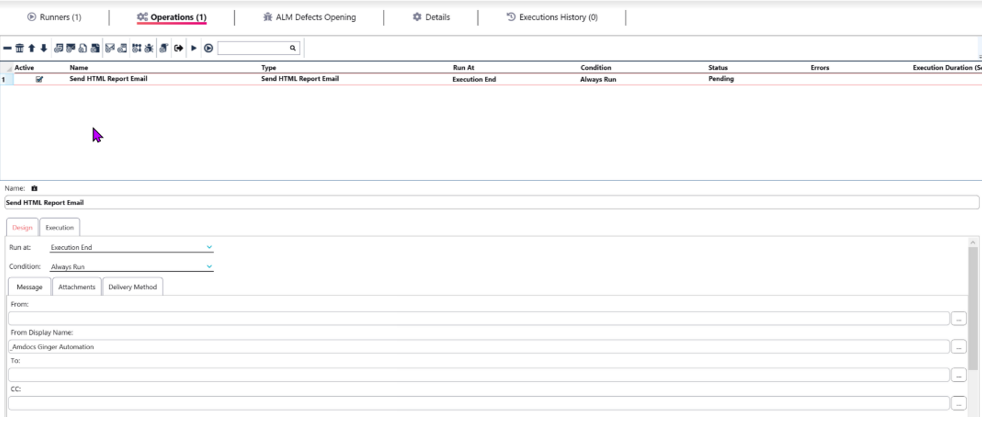 Runners (1) Operations (1) ALM Defects Opening Details Executions History (0)
Active Name Type Run At Condition Status Errors Execution Duration (Se
1 Send HTML Report Email Send HTML Report Email Execution End Always Run Pending
Name:
Send HTML Report Email
Design Execution
Run at: Execution End
Condition: Always Run
Message Attachments Delivery Method
From:
...
From Display Name:
_Amdocs Ginger Automation ...
To:
...
CC:
...